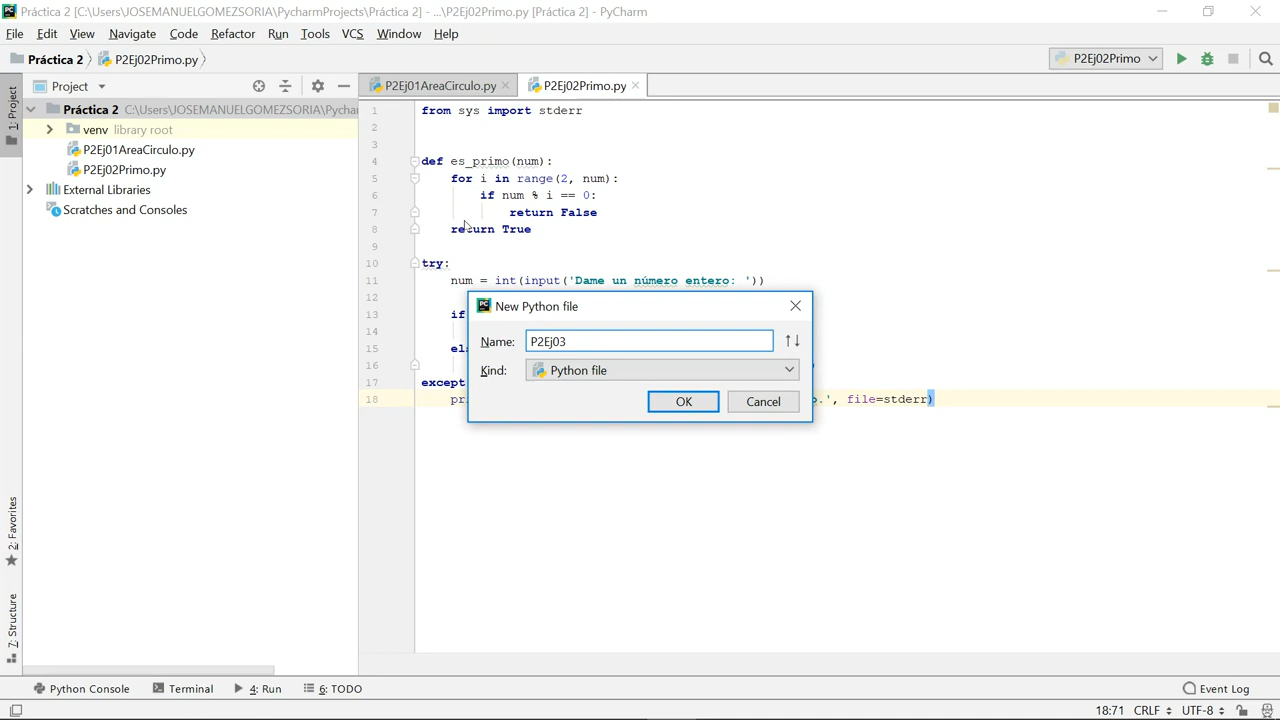 Práctica 2 [C:\Users\JOSEMANUELGOMEZSORIA\PycharmProjects\Práctica 2] - ...\P2Ej02Primo.py [Práctica 2] - PyCharm
File Edit View Navigate Code Refactor Run Tools VCS Window Help
Práctica 2 P2Ej02Primo.py P2Ej02Primo
Project P2Ej01AreaCirculo.py P2Ej02Primo.py
1: Project
Práctica 2 C:\Users\JOSEMANUELGOMEZSORIA\Pycha
venv library root
P2Ej01AreaCirculo.py
P2Ej02Primo.py
External Libraries
Scratches and Consoles
1 from sys import stderr
2
3
4 def es_primo(num):
5 for i in range(2, num):
6 if num % i == 0:
7 return False
8 return True
9
10 try:
11 num = int(input('Dame un número entero: '))
12
13 if
14
15 els
16
17 except
18 pri o.', file=stderr)
New Python file
Name: P2Ej03
Kind: Python file
OK Cancel
2: Favorites
7: Structure
Python Console Terminal 4: Run 6: TODO Event Log
18:71 CRLF UTF-8